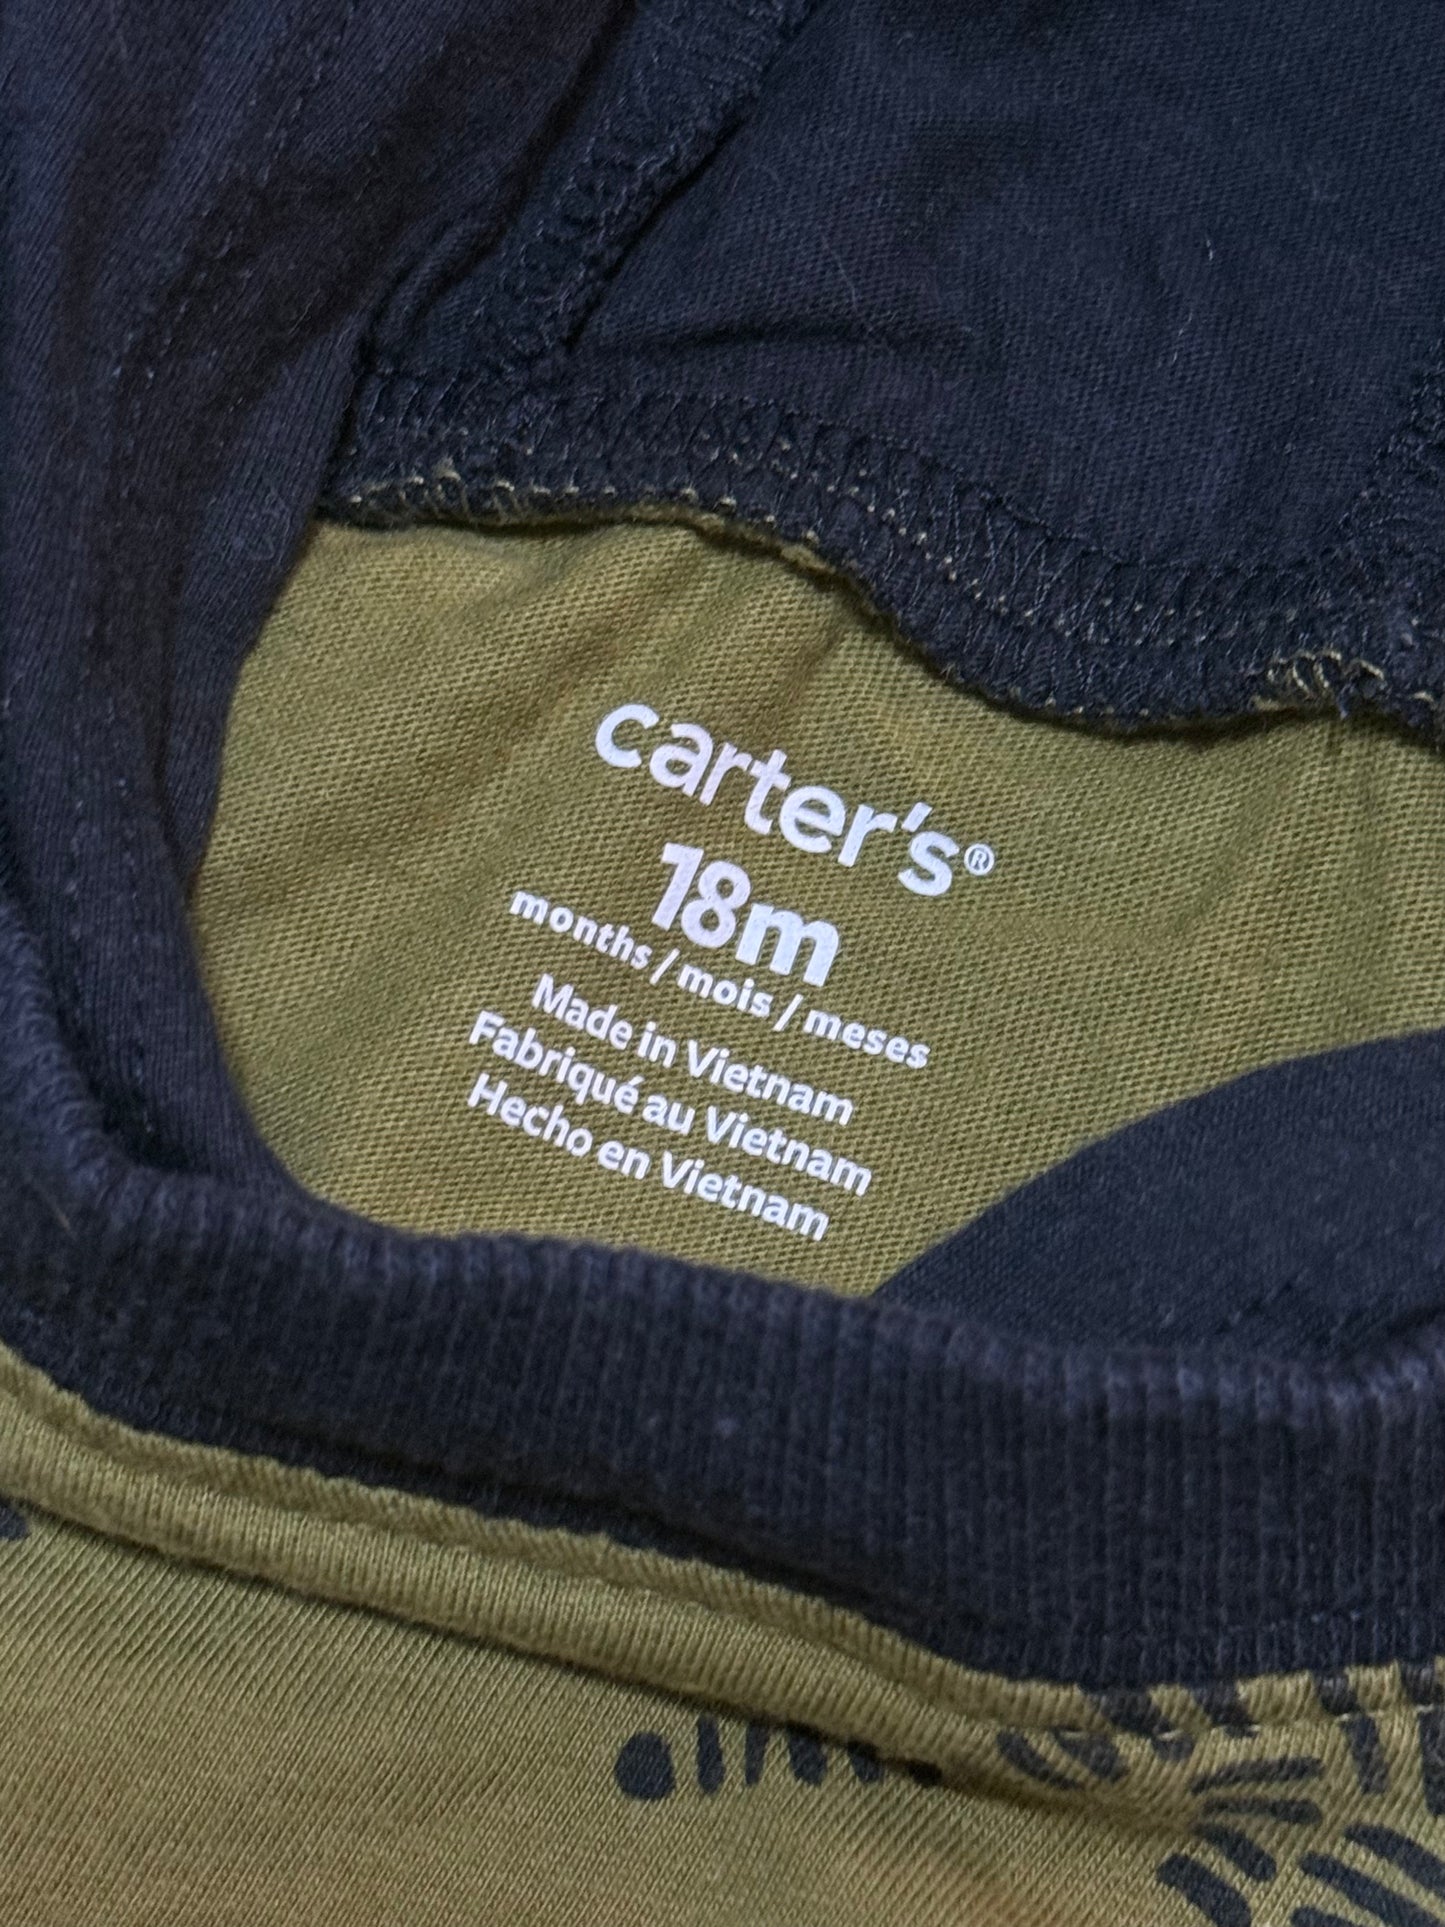 carter's®
18m
months / mois / meses
Made in Vietnam
Fabriqué au Vietnam
Hecho en Vietnam